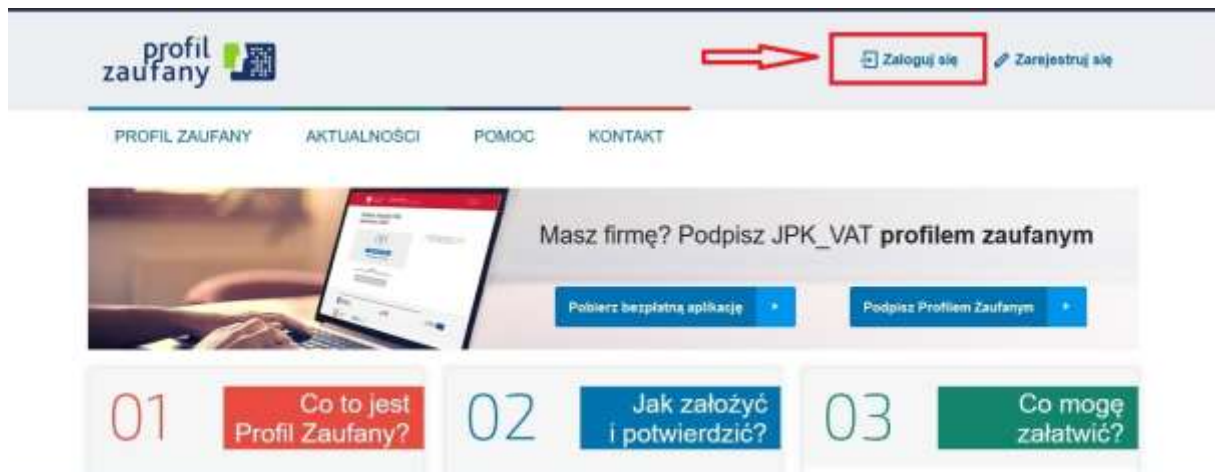 profil
zaufany
Zaloguj się
Zarejestruj się
PROFIL ZAUFANY
AKTUALNOŚCI
POMOC
KONTAKT
Masz firmę? Podpisz JPK_VAT profilem zaufanym
Pobierz bezpłatną aplikację
Podpisz Profilem Zaufanym
01
Co to jest
Profil Zaufany?
02
Jak założyć
i potwierdzić?
03
Co mogę
załatwić?